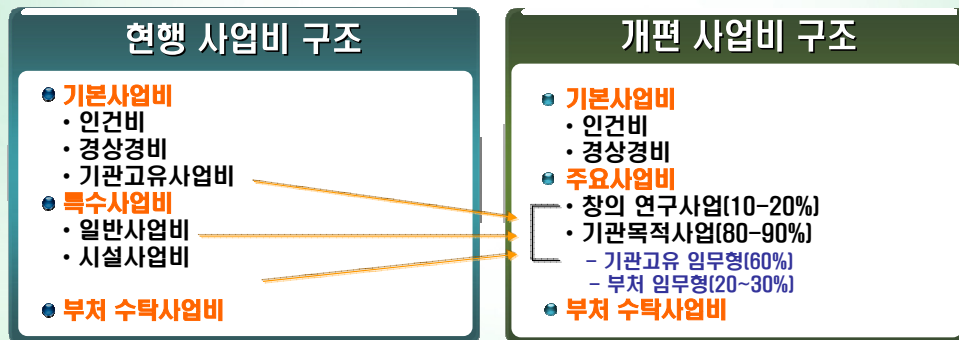 현행 사업비 구조
기본사업비
• 인건비
• 경상경비
• 기관고유사업비
특수사업비
• 일반사업비
• 시설사업비
부처 수탁사업비
개편 사업비 구조
기본사업비
• 인건비
• 경상경비
주요사업비
• 창의 연구사업(10-20%)
• 기관목적사업(80-90%)
- 기관고유 임무형(60%)
- 부처 임무형(20~30%)
부처 수탁사업비